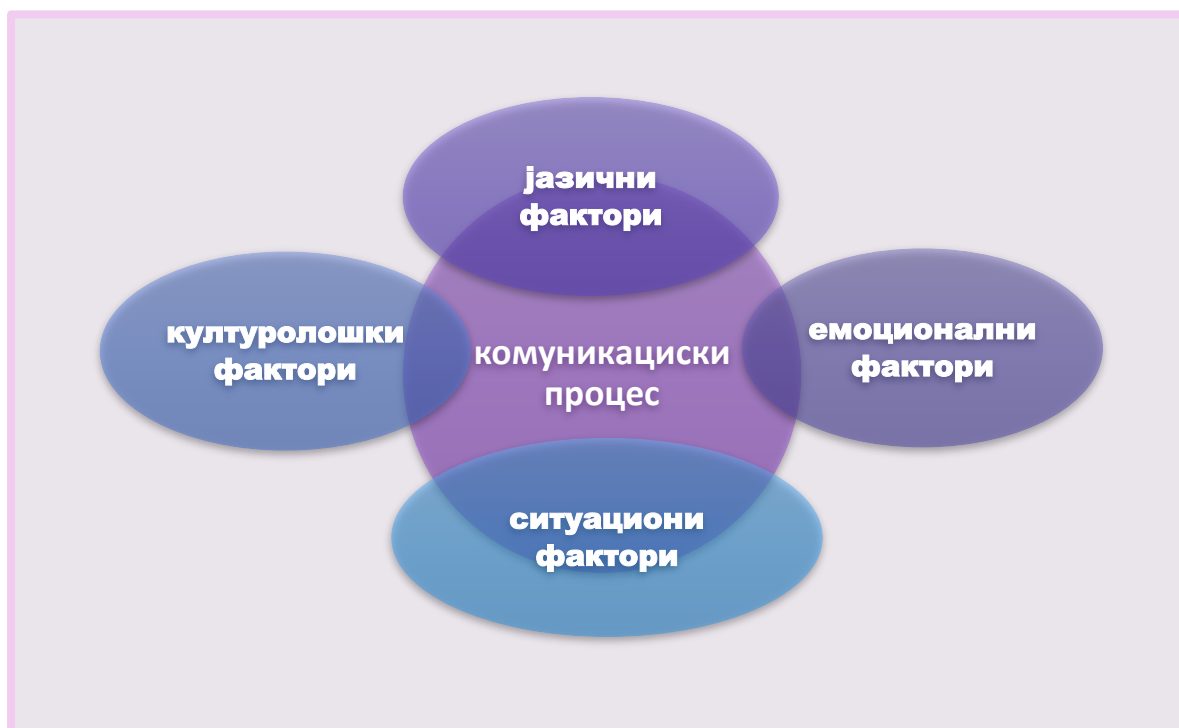 јазични
фактори
културолошки
фактори
комуникациски
процес
емоционални
фактори
ситуациони
фактори